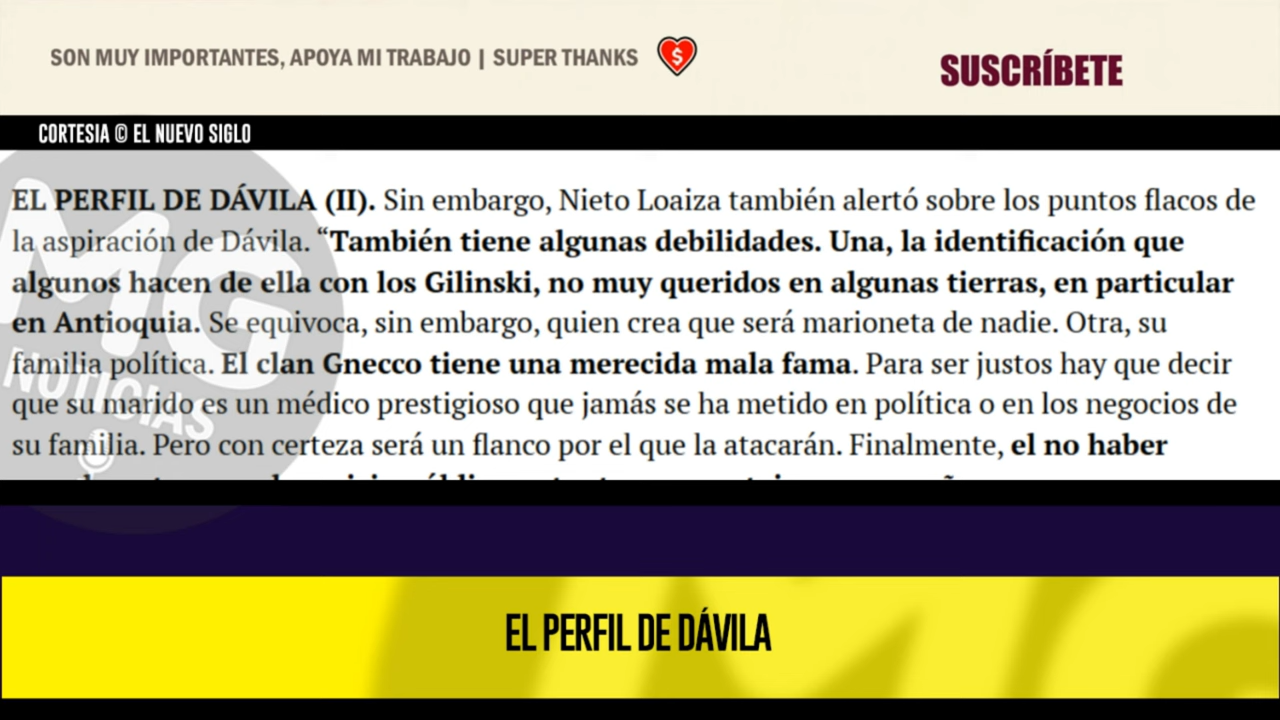 SON MUY IMPORTANTES, APOYA MI TRABAJO | SUPER THANKS
$
SUSCRÍBETE
CORTESIA © EL NUEVO SIGLO
EL PERFIL DE DÁVILA (II). Sin embargo, Nieto Loaiza también alertó sobre los puntos flacos de
la aspiración de Dávila. “También tiene algunas debilidades. Una, la identificación que
algunos hacen de ella con los Gilinski, no muy queridos en algunas tierras, en particular
en Antioquia. Se equivoca, sin embargo, quien crea que será marioneta de nadie. Otra, su
familia política. El clan Gnecco tiene una merecida mala fama. Para ser justos hay que decir
que su marido es un médico prestigioso que jamás se ha metido en política o en los negocios de
su familia. Pero con certeza será un flanco por el que la atacarán. Finalmente, el no haber
MG
NOTICIAS
EL PERFIL DE DÁVILA